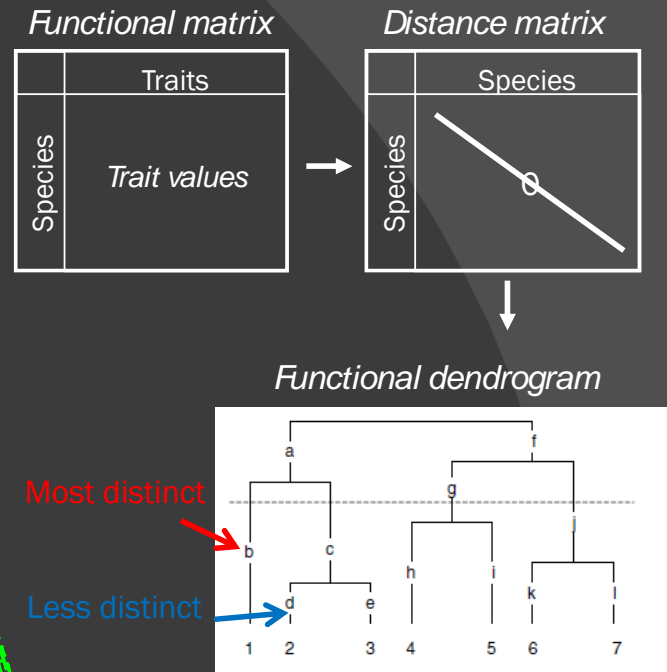 Functional matrix
Distance matrix
Traits
Species
Trait values
Species
Species
0
Functional dendrogram
a
f
Most distinct
g
j
b
c
h
i
Less distinct
d
e
k
l
1 2 3 4 5 6 7